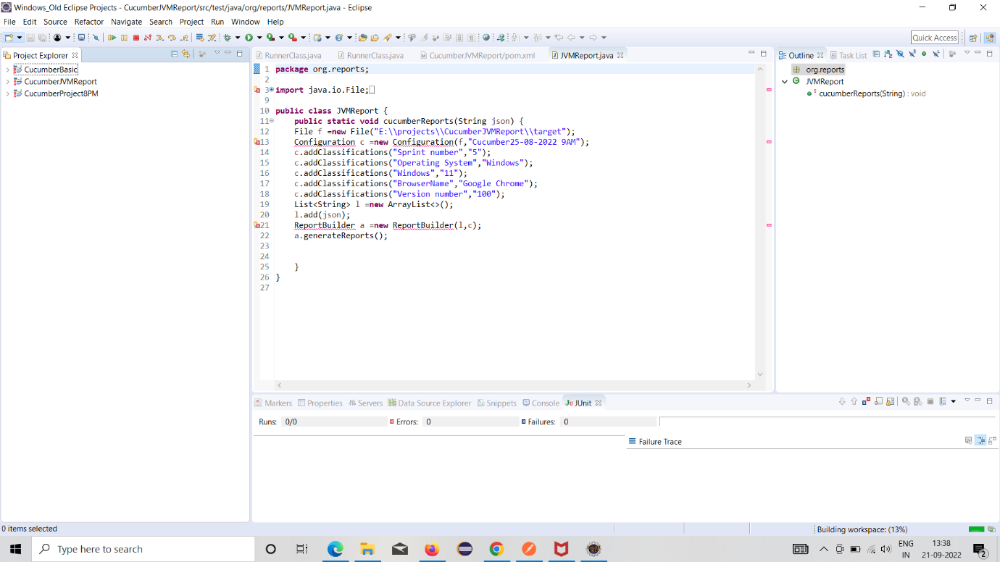 Windows_Old Eclipse Projects - CucumberJVMReport/src/test/java/org/reports/JVMReport.java - Eclipse
File Edit Source Refactor Navigate Search Project Run Window Help
Quick Access
Project Explorer
CucumberBasic
CucumberJVMReport
CucumberProject8PM
RunnerClass.java RunnerClass.java CucumberJVMReport/pom.xml JVMReport.java
1 package org.reports;
2
3 import java.io.File;
9
10 public class JVMReport {
11 public static void cucumberReports(String json) {
12 File f =new File("E:\\projects\\CucumberJVMReport\\target");
13 Configuration c =new Configuration(f,"Cucumber25-08-2022 9AM");
14 c.addClassifications("Sprint number","5");
15 c.addClassifications("Operating System","Windows");
16 c.addClassifications("Windows","11");
17 c.addClassifications("BrowserName","Google Chrome");
18 c.addClassifications("Version number","100");
19 List<String> l =new ArrayList<>();
20 l.add(json);
21 ReportBuilder a =new ReportBuilder(l,c);
22 a.generateReports();
23
24
25 }
26 }
27
Outline Task List
org.reports
JVMReport
cucumberReports(String) : void
Markers Properties Servers Data Source Explorer Snippets Console JUnit
Runs: 0/0 Errors: 0 Failures: 0
Failure Trace
0 items selected
Building workspace: (13%)
Type here to search
ENG
IN
13:38
21-09-2022
2